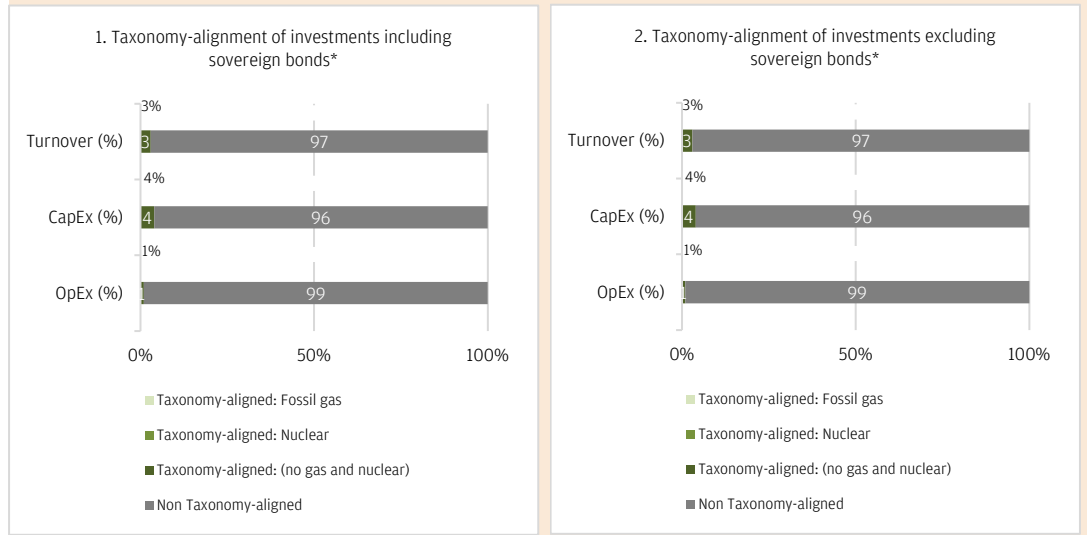 1. Taxonomy-alignment of investments including
sovereign bonds*
3%
Turnover (%)
3
97
4%
CapEx (%)
4
96
1%
OpEx (%)
1
99
0%
50%
100%
Taxonomy-aligned: Fossil gas
Taxonomy-aligned: Nuclear
Taxonomy-aligned: (no gas and nuclear)
Non Taxonomy-aligned
2. Taxonomy-alignment of investments excluding
sovereign bonds*
3%
Turnover (%)
3
97
4%
CapEx (%)
4
96
1%
OpEx (%)
1
99
0%
50%
100%
Taxonomy-aligned: Fossil gas
Taxonomy-aligned: Nuclear
Taxonomy-aligned: (no gas and nuclear)
Non Taxonomy-aligned